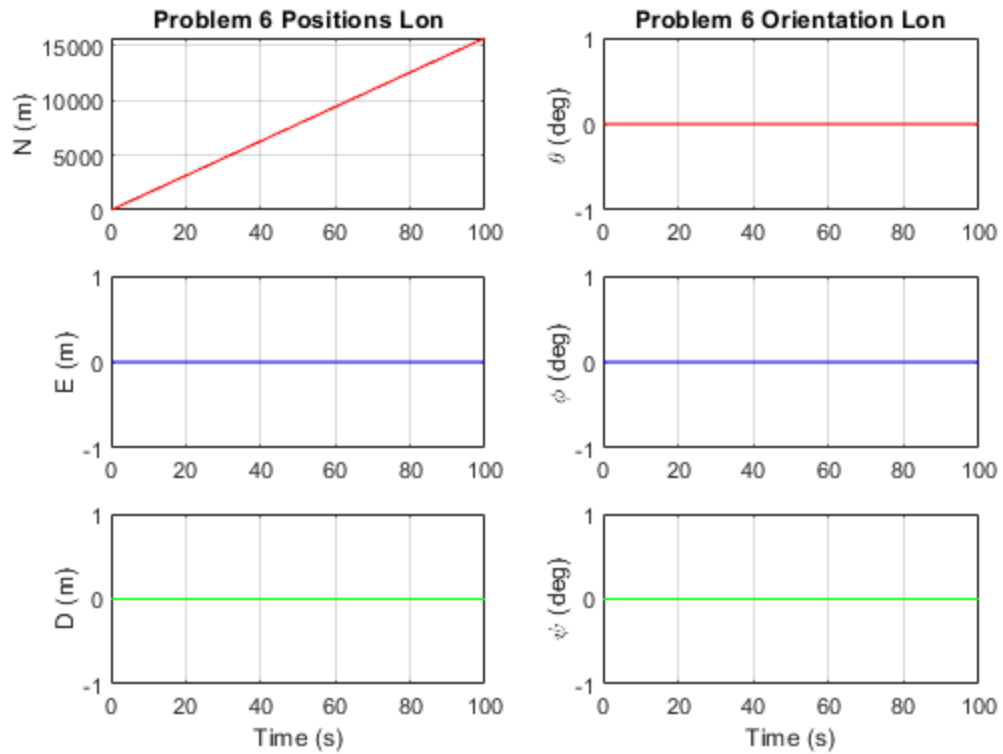 Problem 6 Positions Lon
N (m)
15000
10000
5000
0
0 20 40 60 80 100
Problem 6 Orientation Lon
θ (deg)
1
0
-1
0 20 40 60 80 100
E (m)
1
0
-1
0 20 40 60 80 100
ϕ (deg)
1
0
-1
0 20 40 60 80 100
D (m)
1
0
-1
0 20 40 60 80 100
Time (s)
ψ (deg)
1
0
-1
0 20 40 60 80 100
Time (s)